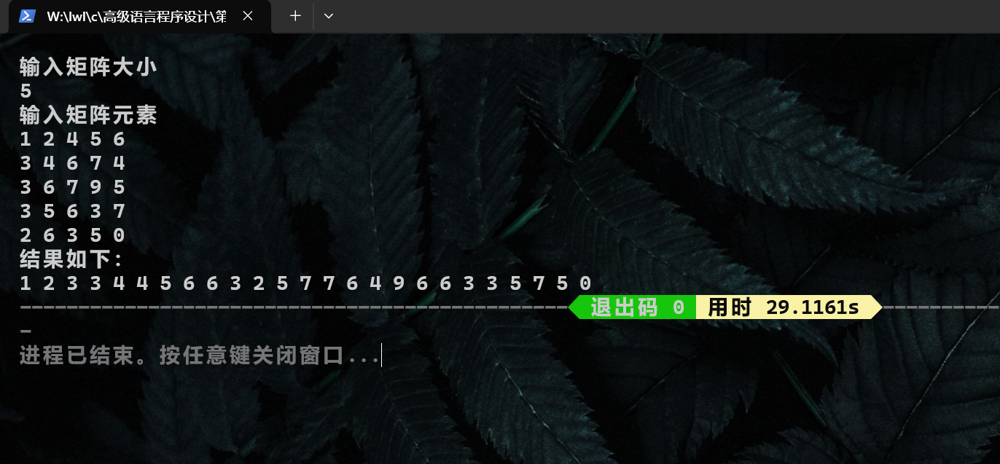 W:\lwl\c\高级语言程序设计\第
输入矩阵大小
5
输入矩阵元素
1 2 4 5 6
3 4 6 7 4
3 6 7 9 5
3 5 6 3 7
2 6 3 5 0
结果如下:
1 2 3 3 4 4 5 6 6 3 2 5 7 7 6 4 9 6 6 3 3 5 7 5 0
退出码 0 用时 29.1161s
进程已结束。按任意键关闭窗口...